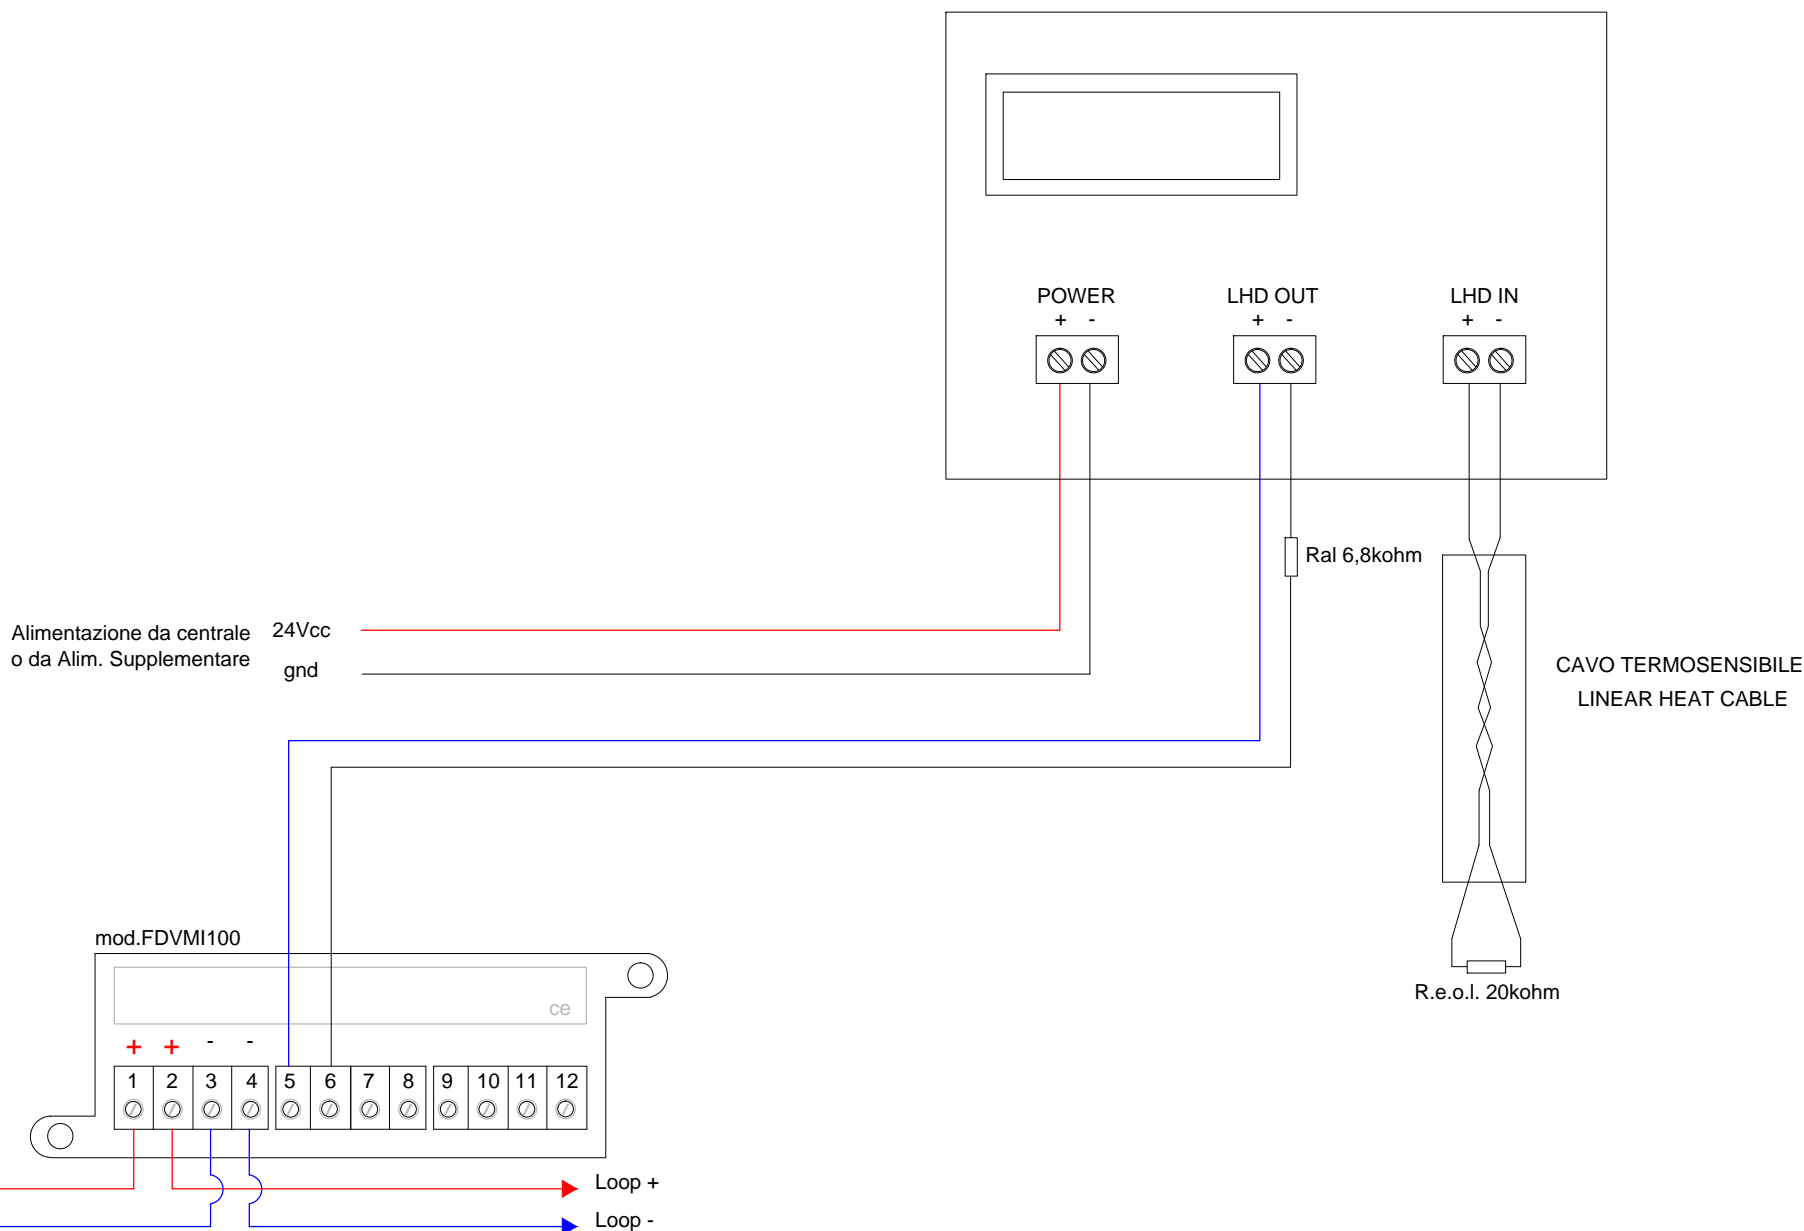 POWER
+ -
LHD OUT
+ -
LHD IN
+ -
Ral 6,8kohm
Alimentazione da centrale
o da Alim. Supplementare
24Vcc
gnd
CAVO TERMOSENSIBILE
LINEAR HEAT CABLE
R.e.o.l. 20kohm
mod.FDVMI100
ce
+ + - -
1 2 3 4 5 6 7 8 9 10 11 12
Loop +
Loop -